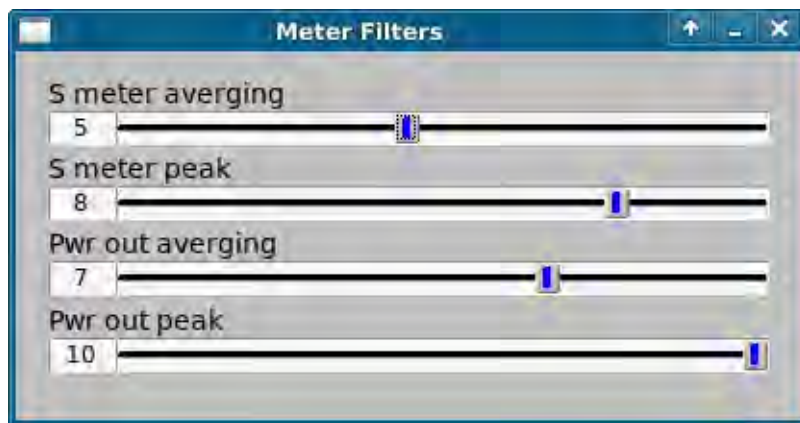 Meter Filters
S meter averging
5
S meter peak
8
Pwr out averging
7
Pwr out peak
10